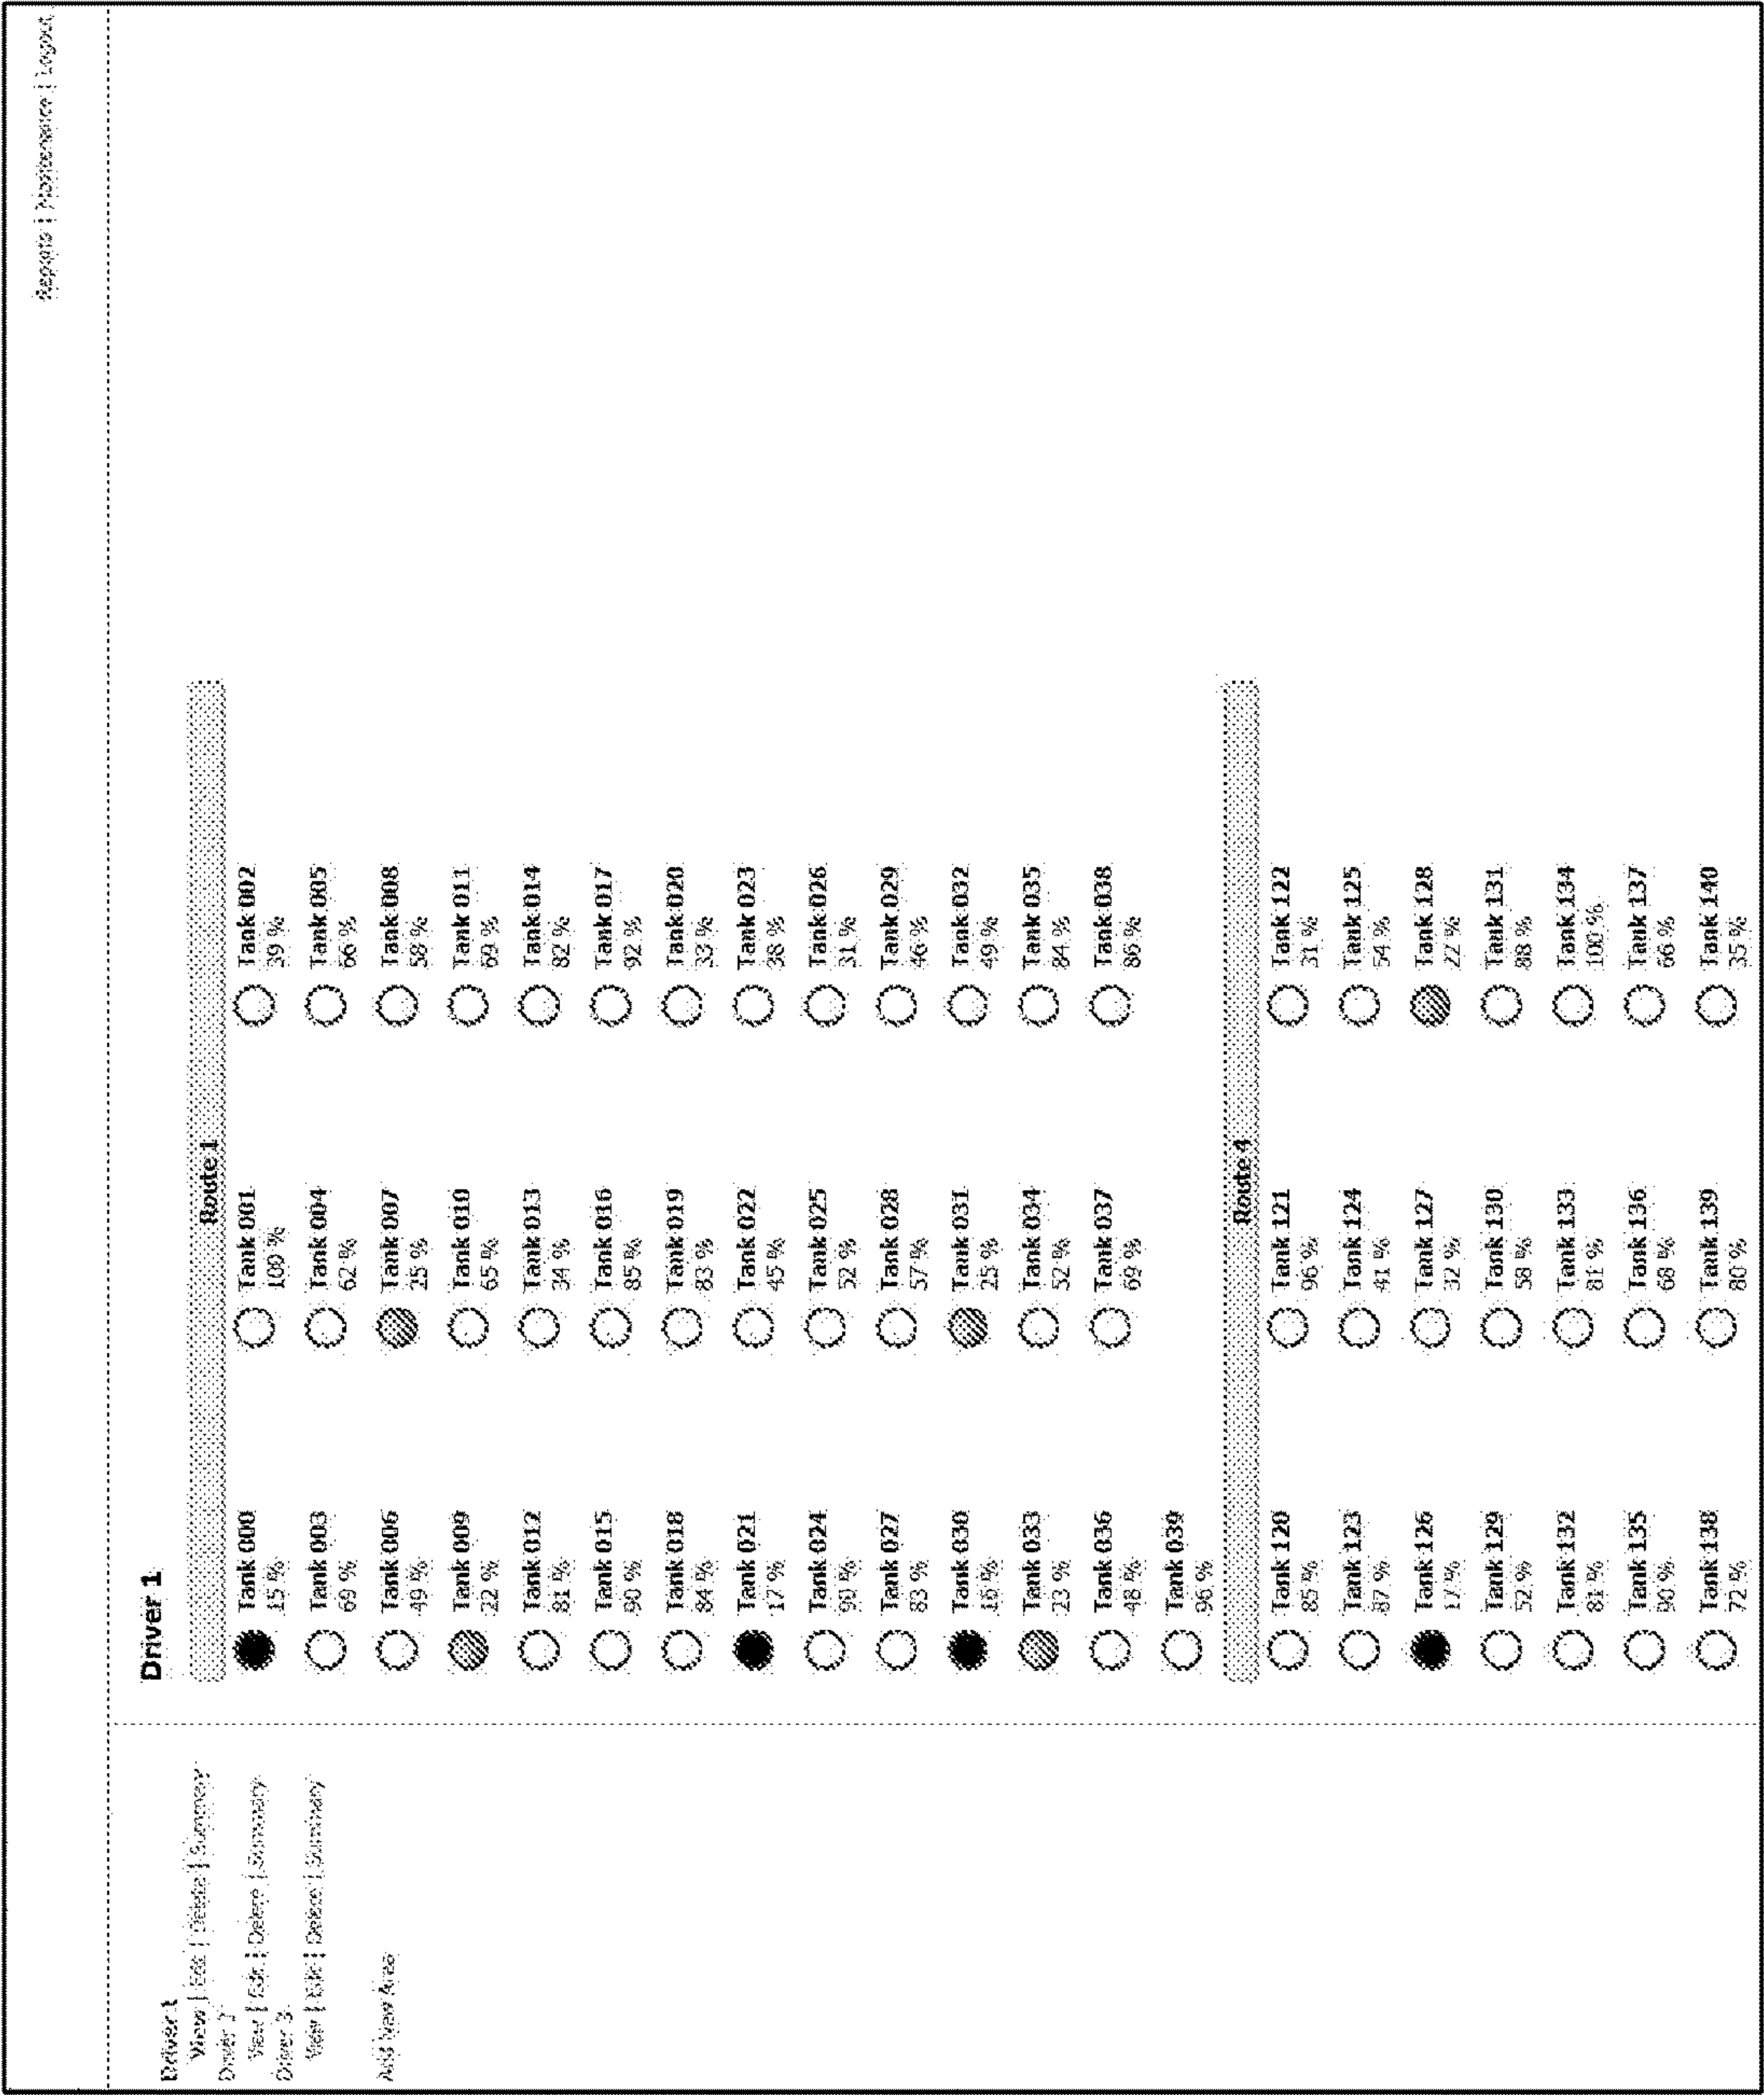 Reports | Maintenance | Logout
Driver 1
View | Edit | Delete | Summary
Driver 2
View | Edit | Delete | Summary
Driver 3
View | Edit | Delete | Summary
Add New Area
Driver 1
Route 1
Tank 000 Tank 001 Tank 002
15 % 100 % 39 %
Tank 003 Tank 004 Tank 005
69 % 62 % 66 %
Tank 006 Tank 007 Tank 008
49 % 25 % 58 %
Tank 009 Tank 010 Tank 011
22 % 65 % 69 %
Tank 012 Tank 013 Tank 014
81 % 34 % 82 %
Tank 015 Tank 016 Tank 017
90 % 85 % 92 %
Tank 018 Tank 019 Tank 020
84 % 83 % 33 %
Tank 021 Tank 022 Tank 023
17 % 45 % 38 %
Tank 024 Tank 025 Tank 026
90 % 52 % 31 %
Tank 027 Tank 028 Tank 029
83 % 57 % 46 %
Tank 030 Tank 031 Tank 032
16 % 25 % 49 %
Tank 033 Tank 034 Tank 035
23 % 52 % 84 %
Tank 036 Tank 037 Tank 038
48 % 69 % 86 %
Tank 039
96 %
Route 4
Tank 120 Tank 121 Tank 122
85 % 96 % 31 %
Tank 123 Tank 124 Tank 125
87 % 41 % 54 %
Tank 126 Tank 127 Tank 128
17 % 32 % 22 %
Tank 129 Tank 130 Tank 131
52 % 58 % 88 %
Tank 132 Tank 133 Tank 134
81 % 81 % 100 %
Tank 135 Tank 136 Tank 137
90 % 68 % 66 %
Tank 138 Tank 139 Tank 140
72 % 80 % 35 %